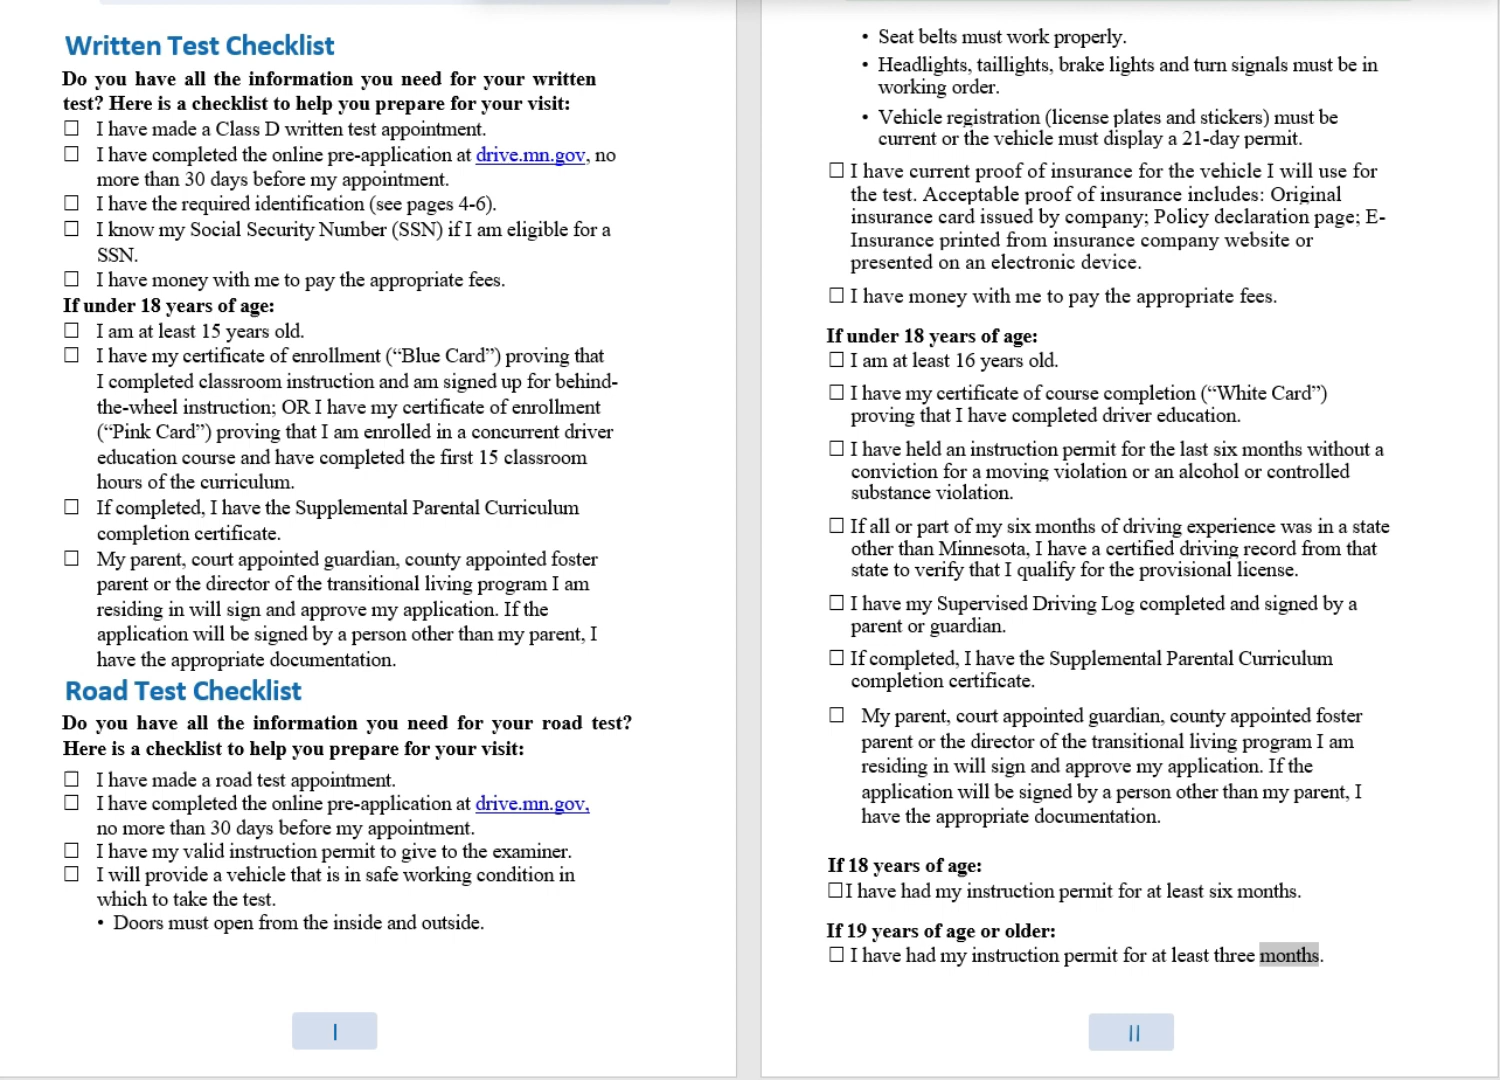 Written Test Checklist
Do you have all the information you need for your written
test? Here is a checklist to help you prepare for your visit:
☐ I have made a Class D written test appointment.
☐ I have completed the online pre-application at drive.mn.gov, no
more than 30 days before my appointment.
☐ I have the required identification (see pages 4-6).
☐ I know my Social Security Number (SSN) if I am eligible for a
SSN.
☐ I have money with me to pay the appropriate fees.
If under 18 years of age:
☐ I am at least 15 years old.
☐ I have my certificate of enrollment (“Blue Card”) proving that
I completed classroom instruction and am signed up for behind-
the-wheel instruction; OR I have my certificate of enrollment
(“Pink Card”) proving that I am enrolled in a concurrent driver
education course and have completed the first 15 classroom
hours of the curriculum.
☐ If completed, I have the Supplemental Parental Curriculum
completion certificate.
☐ My parent, court appointed guardian, county appointed foster
parent or the director of the transitional living program I am
residing in will sign and approve my application. If the
application will be signed by a person other than my parent, I
have the appropriate documentation.
Road Test Checklist
Do you have all the information you need for your road test?
Here is a checklist to help you prepare for your visit:
☐ I have made a road test appointment.
☐ I have completed the online pre-application at drive.mn.gov,
no more than 30 days before my appointment.
☐ I have my valid instruction permit to give to the examiner.
☐ I will provide a vehicle that is in safe working condition in
which to take the test.
• Doors must open from the inside and outside.
I
• Seat belts must work properly.
• Headlights, taillights, brake lights and turn signals must be in
working order.
• Vehicle registration (license plates and stickers) must be
current or the vehicle must display a 21-day permit.
☐ I have current proof of insurance for the vehicle I will use for
the test. Acceptable proof of insurance includes: Original
insurance card issued by company; Policy declaration page; E-
Insurance printed from insurance company website or
presented on an electronic device.
☐ I have money with me to pay the appropriate fees.
If under 18 years of age:
☐ I am at least 16 years old.
☐ I have my certificate of course completion (“White Card”)
proving that I have completed driver education.
☐ I have held an instruction permit for the last six months without a
conviction for a moving violation or an alcohol or controlled
substance violation.
☐ If all or part of my six months of driving experience was in a state
other than Minnesota, I have a certified driving record from that
state to verify that I qualify for the provisional license.
☐ I have my Supervised Driving Log completed and signed by a
parent or guardian.
☐ If completed, I have the Supplemental Parental Curriculum
completion certificate.
☐ My parent, court appointed guardian, county appointed foster
parent or the director of the transitional living program I am
residing in will sign and approve my application. If the
application will be signed by a person other than my parent, I
have the appropriate documentation.
If 18 years of age:
☐I have had my instruction permit for at least six months.
If 19 years of age or older:
☐ I have had my instruction permit for at least three months.
II